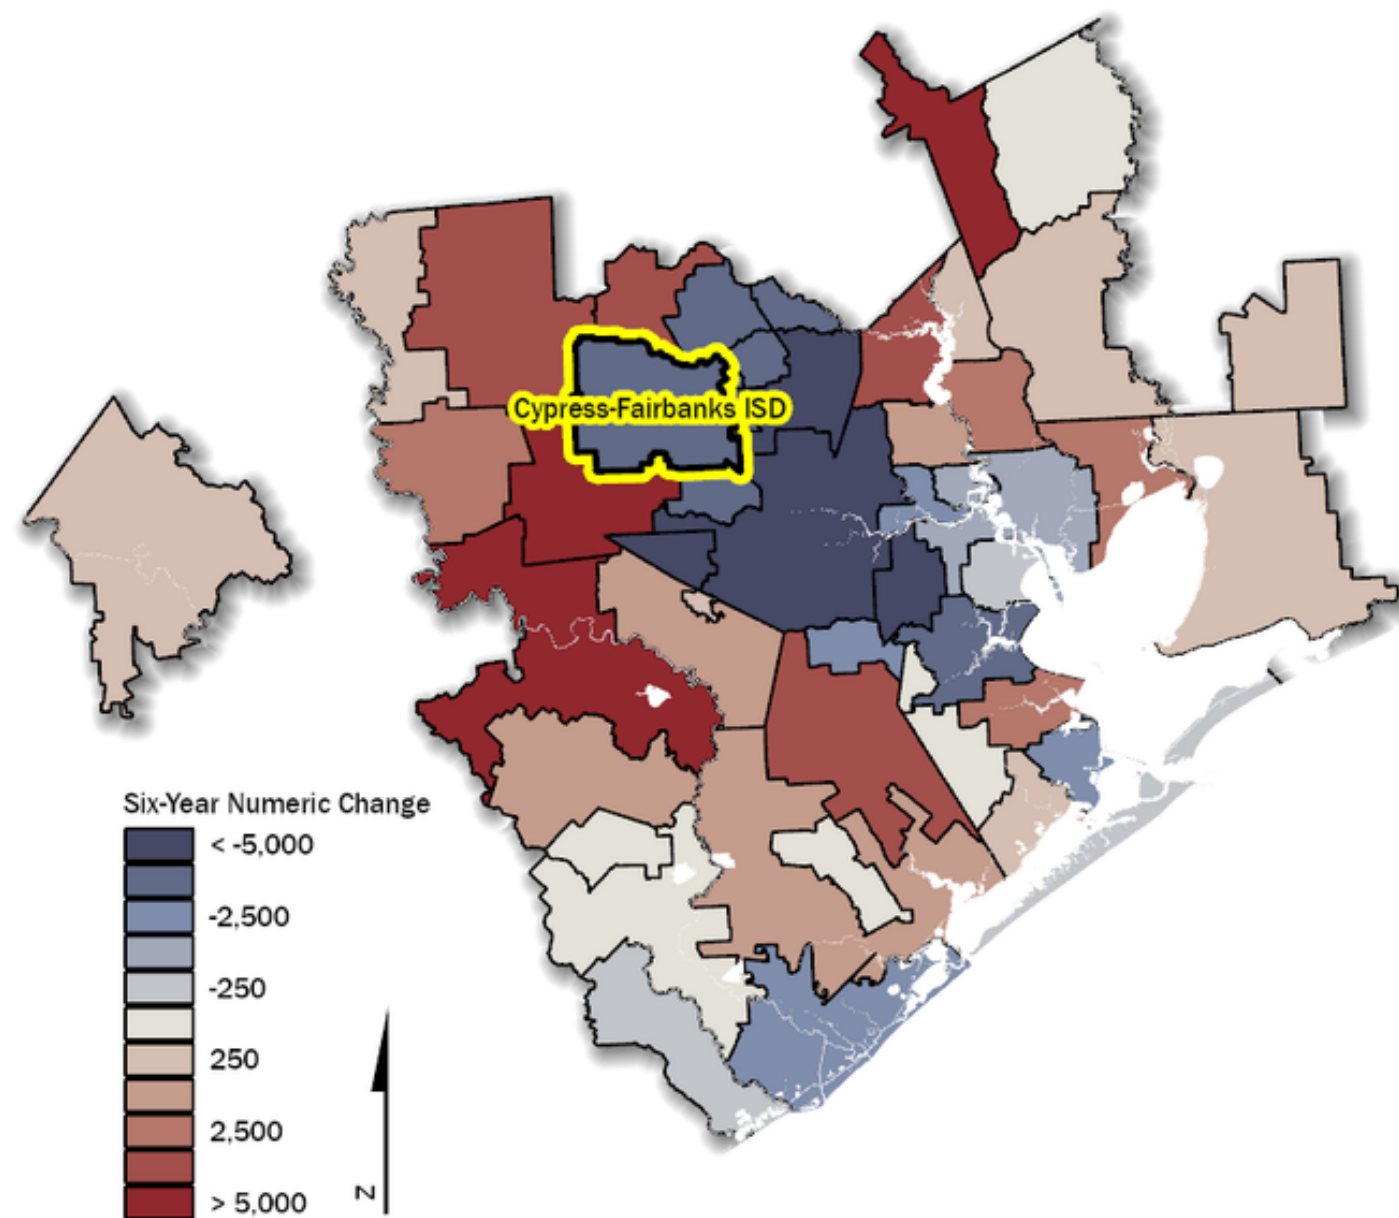 Cypress-Fairbanks ISD
Six-Year Numeric Change
< -5,000
-2,500
-250
250
2,500
> 5,000
N